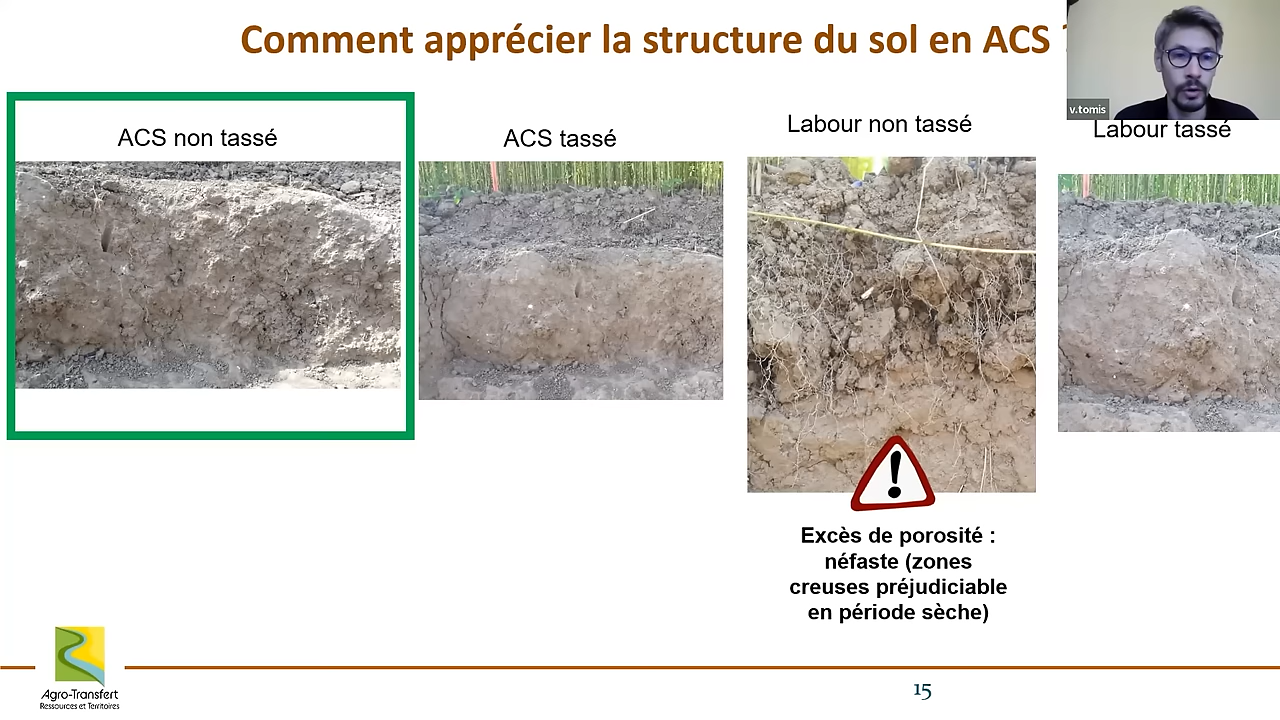 Comment apprécier la structure du sol en ACS ?
v.tomis
ACS non tassé
ACS tassé
Labour non tassé
Labour tassé
Excès de porosité :
néfaste (zones
creuses préjudiciable
en période sèche)
Agro-Transfert
Ressources et Territoires
15